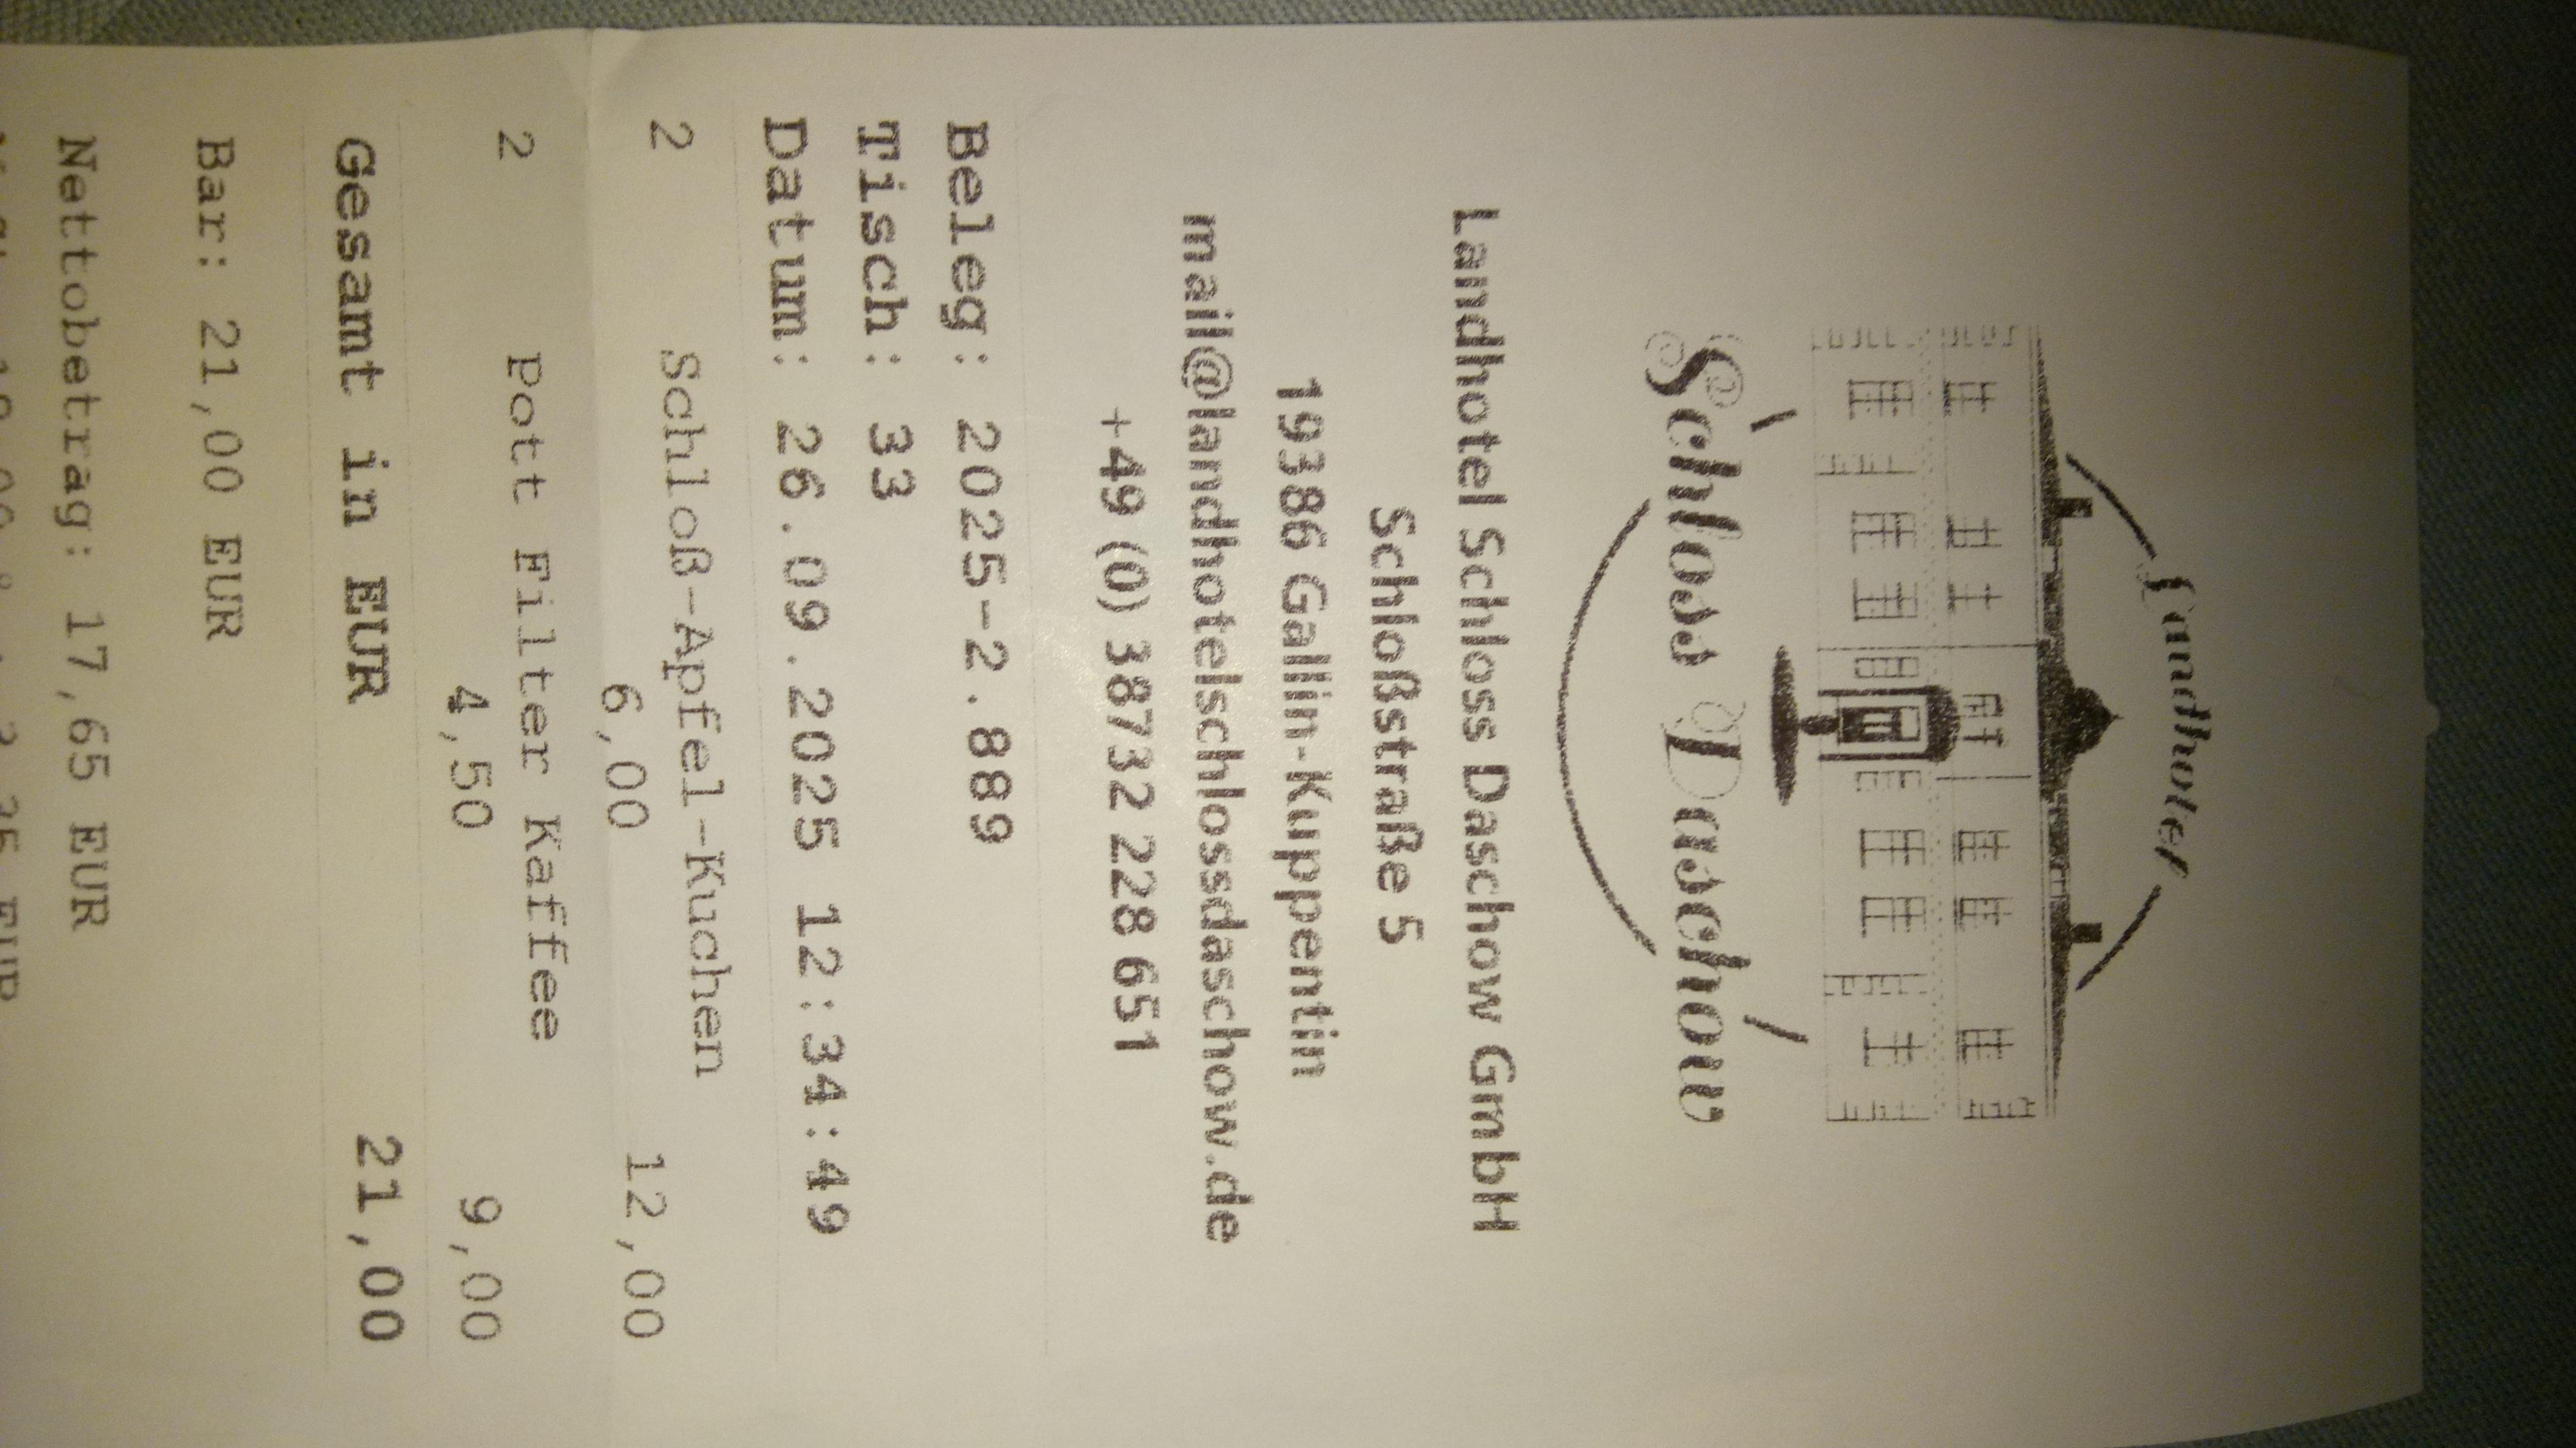 Landhotel
Schloss Daschow
Landhotel Schloss Daschow GmbH
Schloßstraße 5
19386 Gallin-Kuppentin
mail@landhotelschlossdaschow.de
+49 (0) 38732 228 651
Beleg: 2025-2.889
Tisch: 33
Datum: 26.09.2025 12:34:49
2 Schloß-Apfel-Kuchen
6,00 12,00
2 Pott Filter Kaffee
4,50 9,00
Gesamt in EUR 21,00
Bar: 21,00 EUR
Nettobetrag: 17,65 EUR
EUR